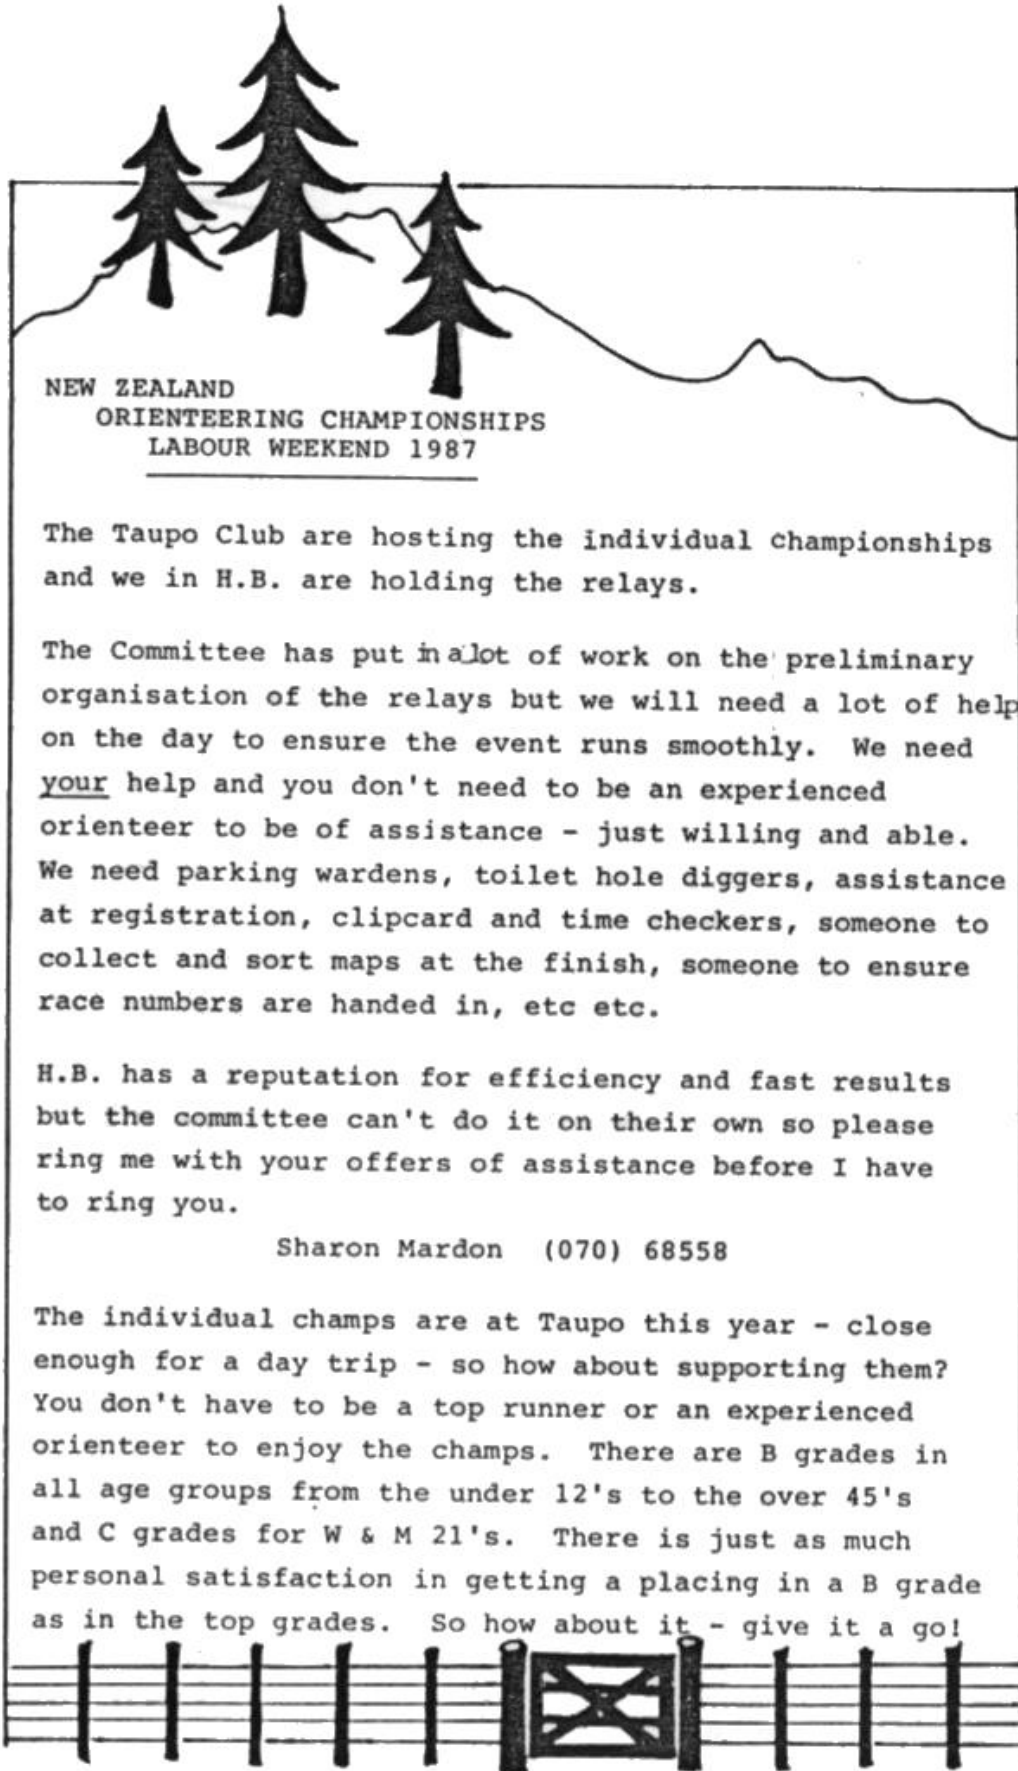 NEW ZEALAND
ORIENTEERING CHAMPIONSHIPS
LABOUR WEEKEND 1987
The Taupo Club are hosting the individual championships
and we in H.B. are holding the relays.
The Committee has put in a lot of work on the preliminary
organisation of the relays but we will need a lot of help
on the day to ensure the event runs smoothly. We need
your help and you don't need to be an experienced
orienteer to be of assistance - just willing and able.
We need parking wardens, toilet hole diggers, assistance
at registration, clipcard and time checkers, someone to
collect and sort maps at the finish, someone to ensure
race numbers are handed in, etc etc.
H.B. has a reputation for efficiency and fast results
but the committee can't do it on their own so please
ring me with your offers of assistance before I have
to ring you.
Sharon Mardon (070) 68558
The individual champs are at Taupo this year - close
enough for a day trip - so how about supporting them?
You don't have to be a top runner or an experienced
orienteer to enjoy the champs. There are B grades in
all age groups from the under 12's to the over 45's
and C grades for W & M 21's. There is just as much
personal satisfaction in getting a placing in a B grade
as in the top grades. So how about it - give it a go!